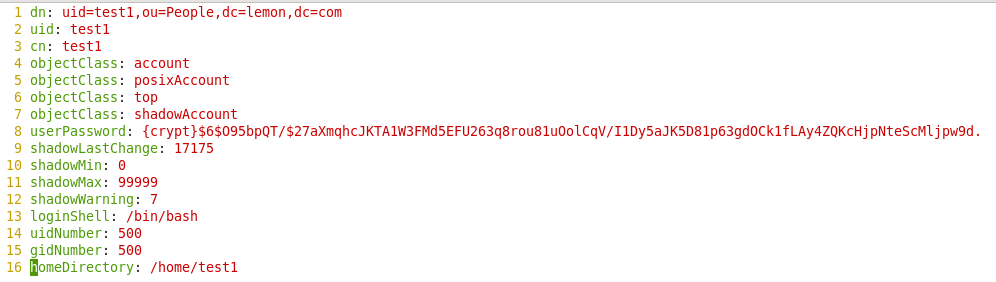 1 dn: uid=test1,ou=People,dc=lemon,dc=com
2 uid: test1
3 cn: test1
4 objectClass: account
5 objectClass: posixAccount
6 objectClass: top
7 objectClass: shadowAccount
8 userPassword: {crypt}$6$O95bpQT/$27aXmqhcJKTA1W3FMd5EFU263q8rou81uOolCqV/I1Dy5aJK5D81p63gdOCk1fLAy4ZQKcHjpNteScMljpw9d.
9 shadowLastChange: 17175
10 shadowMin: 0
11 shadowMax: 99999
12 shadowWarning: 7
13 loginShell: /bin/bash
14 uidNumber: 500
15 gidNumber: 500
16 homeDirectory: /home/test1